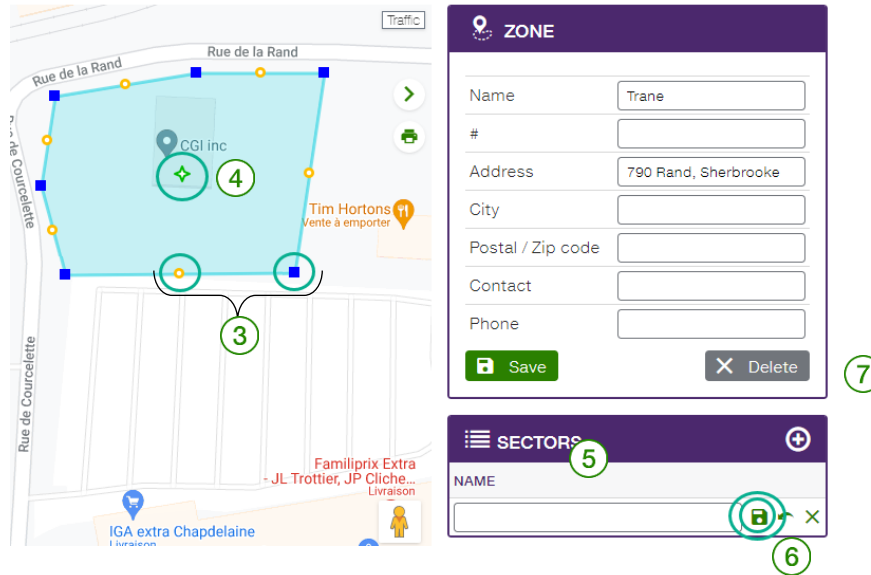 Traffic
Rue de la Rand
Rue de la Rand
Rue de Courcelette
CGI inc
4
Tim Hortons
Vente à emporter
3
Rue de Courcelette
Familiprix Extra
- JL Trottier, JP Cliche...
Livraison
IGA extra Chapdelaine
Livraison
ZONE
Name Trane
#
Address 790 Rand, Sherbrooke
City
Postal / Zip code
Contact
Phone
Save Delete
7
SECTORS
5
NAME
6